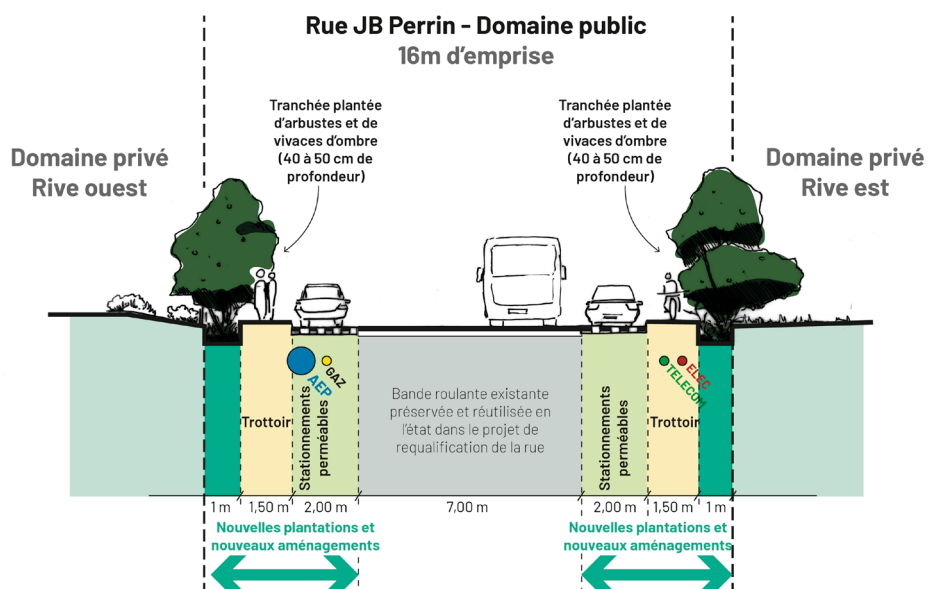 Rue JB Perrin - Domaine public
16m d'emprise
Tranchée plantée
d'arbustes et de
vivaces d'ombre
(40 à 50 cm de
profondeur)
Tranchée plantée
d'arbustes et de
vivaces d'ombre
(40 à 50 cm de
profondeur)
Domaine privé
Rive ouest
Domaine privé
Rive est
AEP
GAZ
TELECOM
ELEC
Trottoir
Stationnements
perméables
Bande roulante existante
préservée et réutilisée en
l'état dans le projet de
requalification de la rue
Stationnements
perméables
Trottoir
1 m
1,50 m
2,00 m
7,00 m
2,00 m
1,50 m
1 m
Nouvelles plantations et
nouveaux aménagements
Nouvelles plantations et
nouveaux aménagements